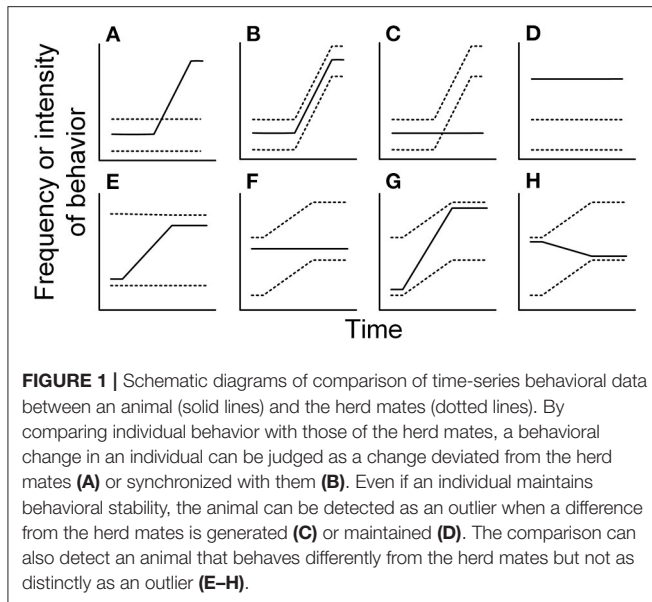 A B C D
E F G H
Frequency or intensity
of behavior
Time
FIGURE 1 | Schematic diagrams of comparison of time-series behavioral data
between an animal (solid lines) and the herd mates (dotted lines). By
comparing individual behavior with those of the herd mates, a behavioral
change in an individual can be judged as a change deviated from the herd
mates (A) or synchronized with them (B). Even if an individual maintains
behavioral stability, the animal can be detected as an outlier when a difference
from the herd mates is generated (C) or maintained (D). The comparison can
also detect an animal that behaves differently from the herd mates but not as
distinctly as an outlier (E–H).